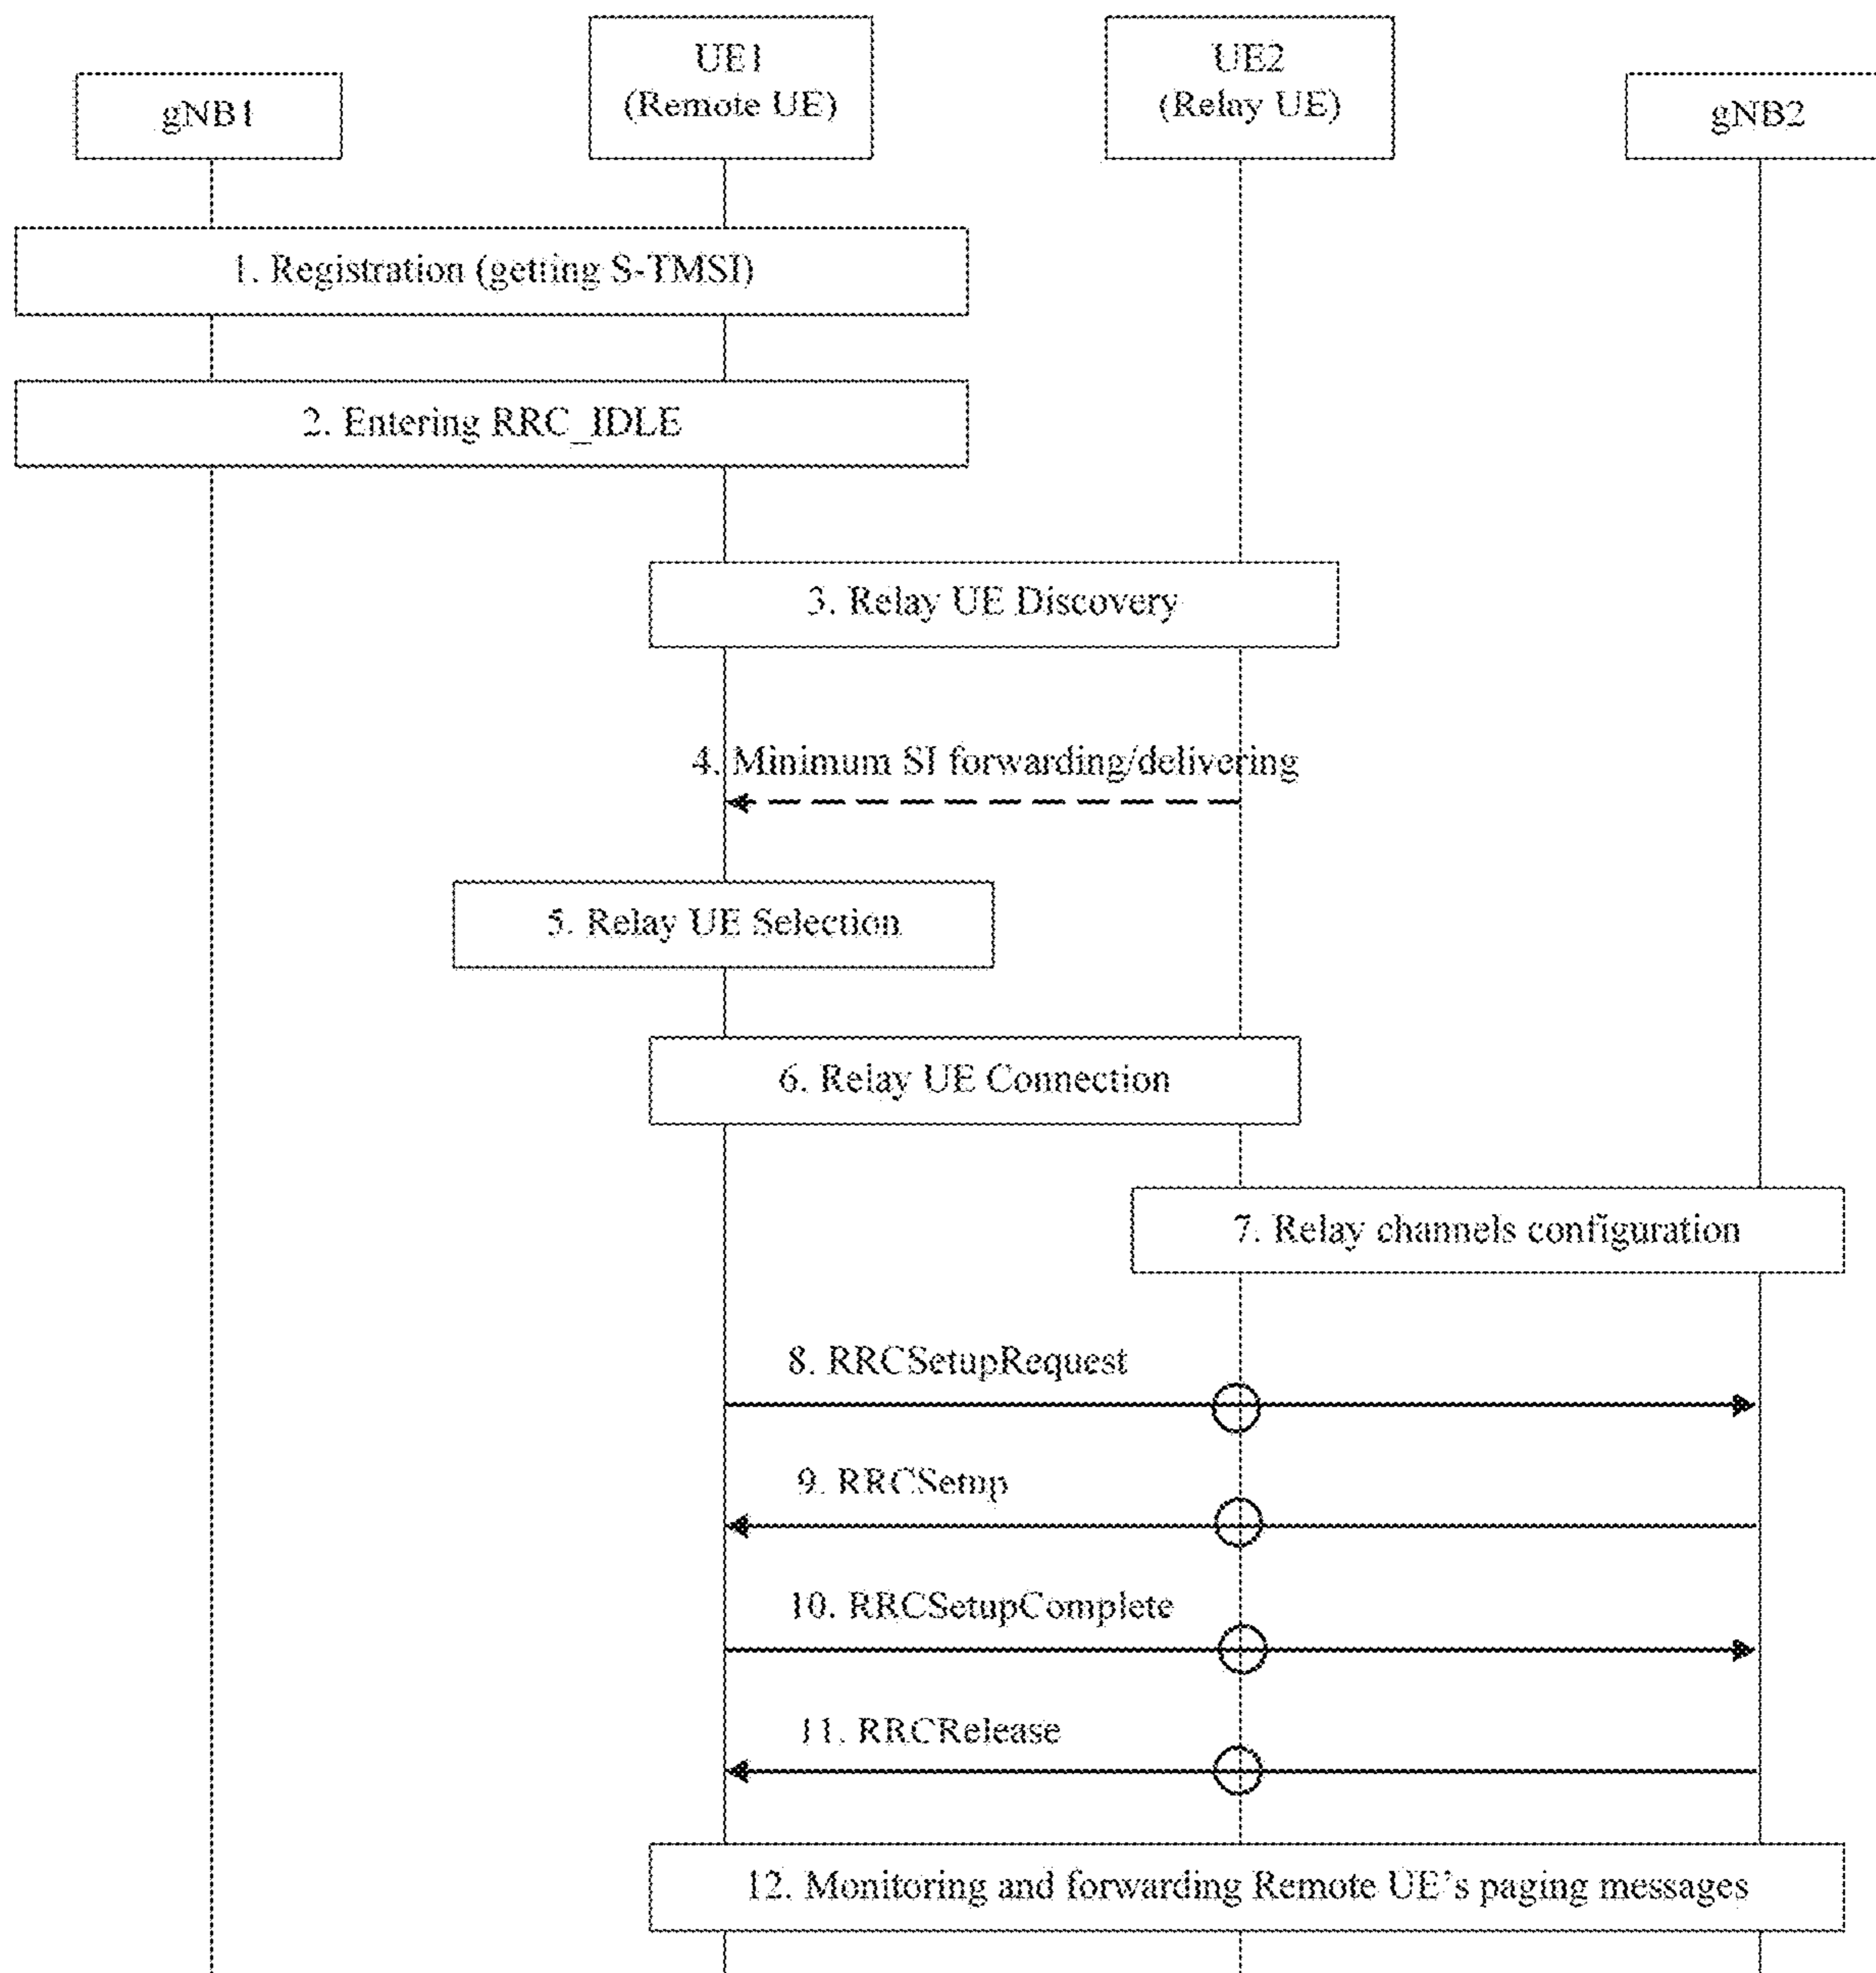 gNB1
UE1
(Remote UE)
UE2
(Relay UE)
gNB2
1. Registration (getting S-TMSI)
2. Entering RRC_IDLE
3. Relay UE Discovery
4. Minimum SI forwarding/delivering
5. Relay UE Selection
6. Relay UE Connection
7. Relay channels configuration
8. RRCSetupRequest
9. RRCSetup
10. RRCSetupComplete
11. RRCRelease
12. Monitoring and forwarding Remote UE's paging messages